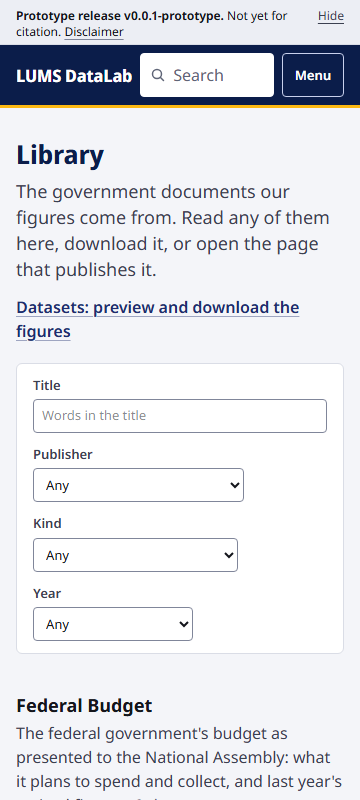 Prototype release v0.0.1-prototype. Not yet for
citation. Disclaimer
Hide
LUMS DataLab
Search
Menu
Library
The government documents our
figures come from. Read any of them
here, download it, or open the page
that publishes it.
Datasets: preview and download the
figures
Title
Words in the title
Publisher
Any
Kind
Any
Year
Any
Federal Budget
The federal government's budget as
presented to the National Assembly: what
it plans to spend and collect, and last year's